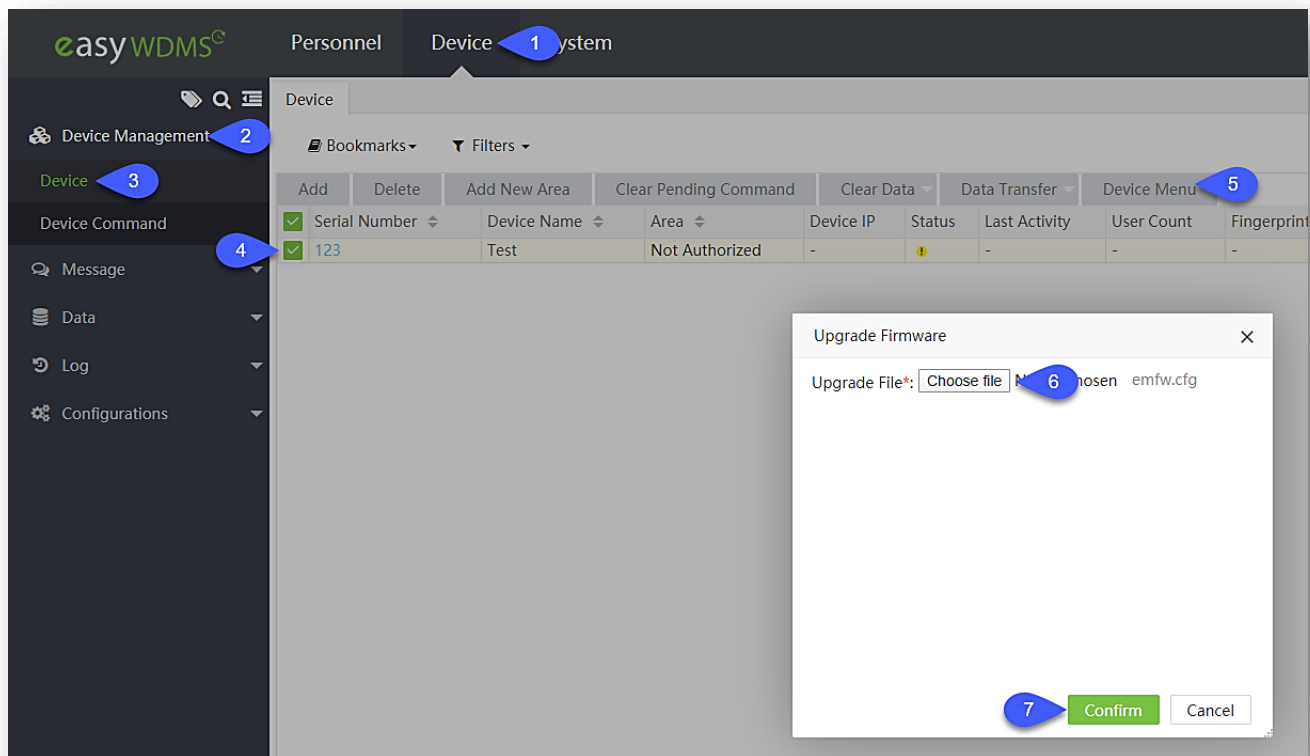 easy WDMS Personnel Device 1 ystem
Device
Device Management 2
Bookmarks Filters
Device 3
Add Delete Add New Area Clear Pending Command Clear Data Data Transfer Device Menu 5
Serial Number Device Name Area Device IP Status Last Activity User Count Fingerprint
Device Command
4 123 Test Not Authorized - - - -
Message
Data
Log
Configurations
Upgrade Firmware
Upgrade File*: Choose file 6 hosen emfw.cfg
7 Confirm Cancel